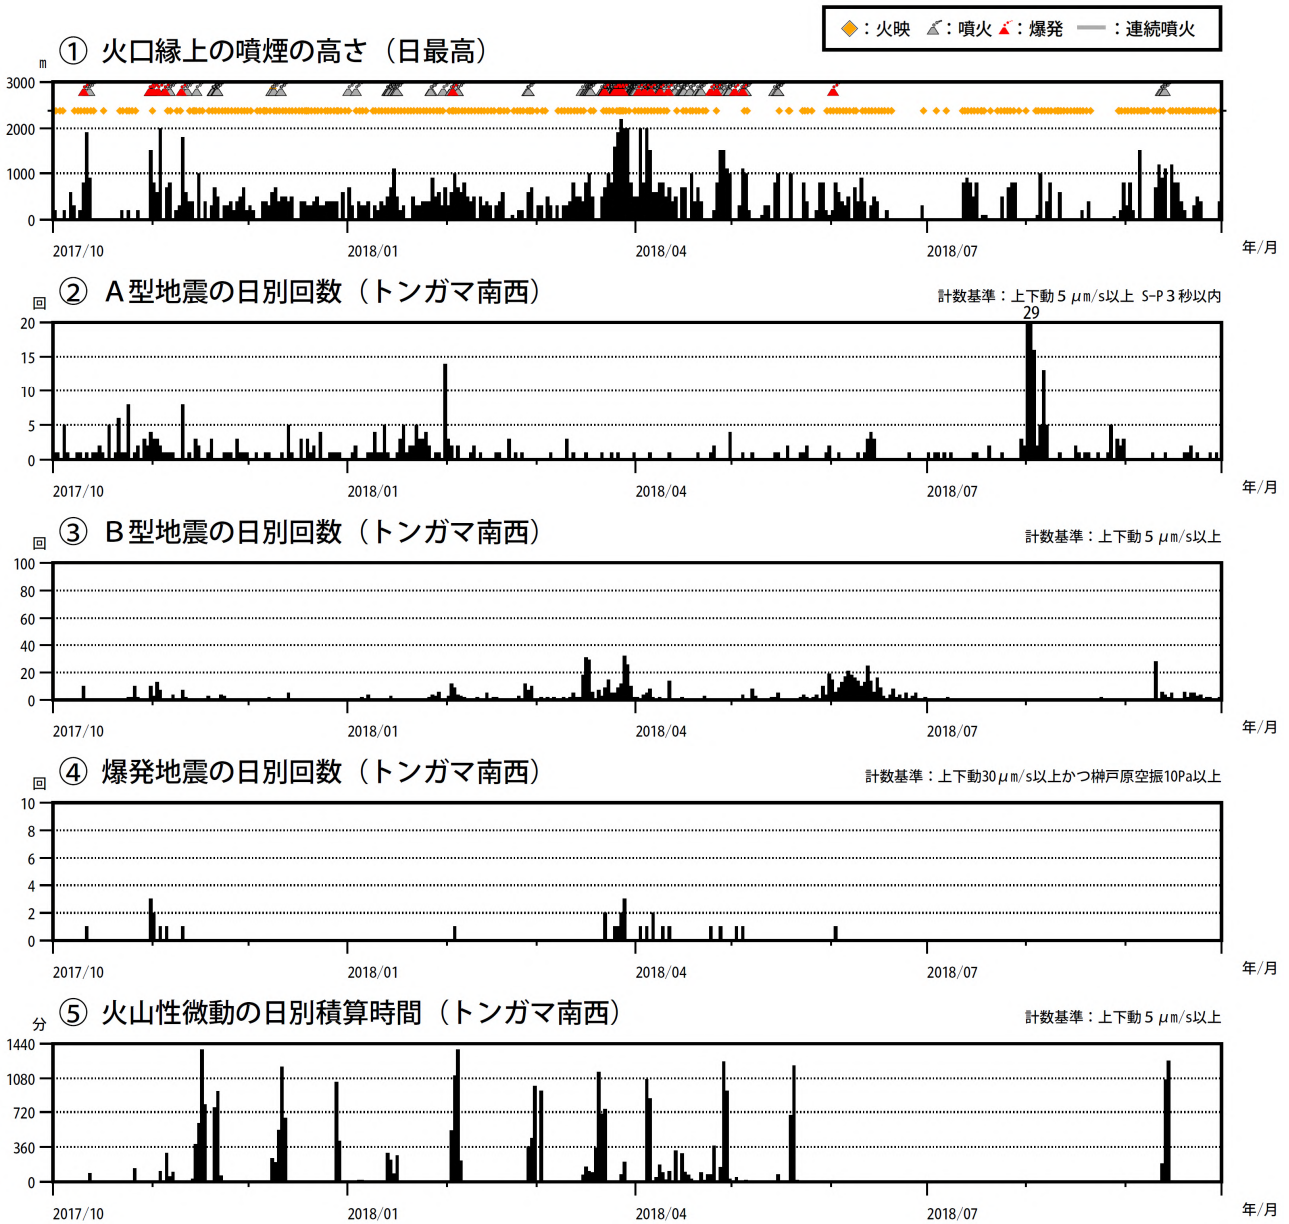 ：火映 ：噴火 ：爆発 ：連続噴火
① 火口縁上の噴煙の高さ（日最高）
m
3000
2000
1000
0
2017/10 2018/01 2018/04 2018/07 年/月
② Ａ型地震の日別回数（トンガマ南西）
回
計数基準：上下動５μm/s以上 S-P３秒以内
29
20
15
10
5
0
2017/10 2018/01 2018/04 2018/07 年/月
③ Ｂ型地震の日別回数（トンガマ南西）
回
計数基準：上下動５μm/s以上
100
80
60
40
20
0
2017/10 2018/01 2018/04 2018/07 年/月
④ 爆発地震の日別回数（トンガマ南西）
回
計数基準：上下動30μm/s以上かつ榊戸原空振10Pa以上
10
8
6
4
2
0
2017/10 2018/01 2018/04 2018/07 年/月
⑤ 火山性微動の日別積算時間（トンガマ南西）
分
計数基準：上下動５μm/s以上
1440
1080
720
360
0
2017/10 2018/01 2018/04 2018/07 年/月